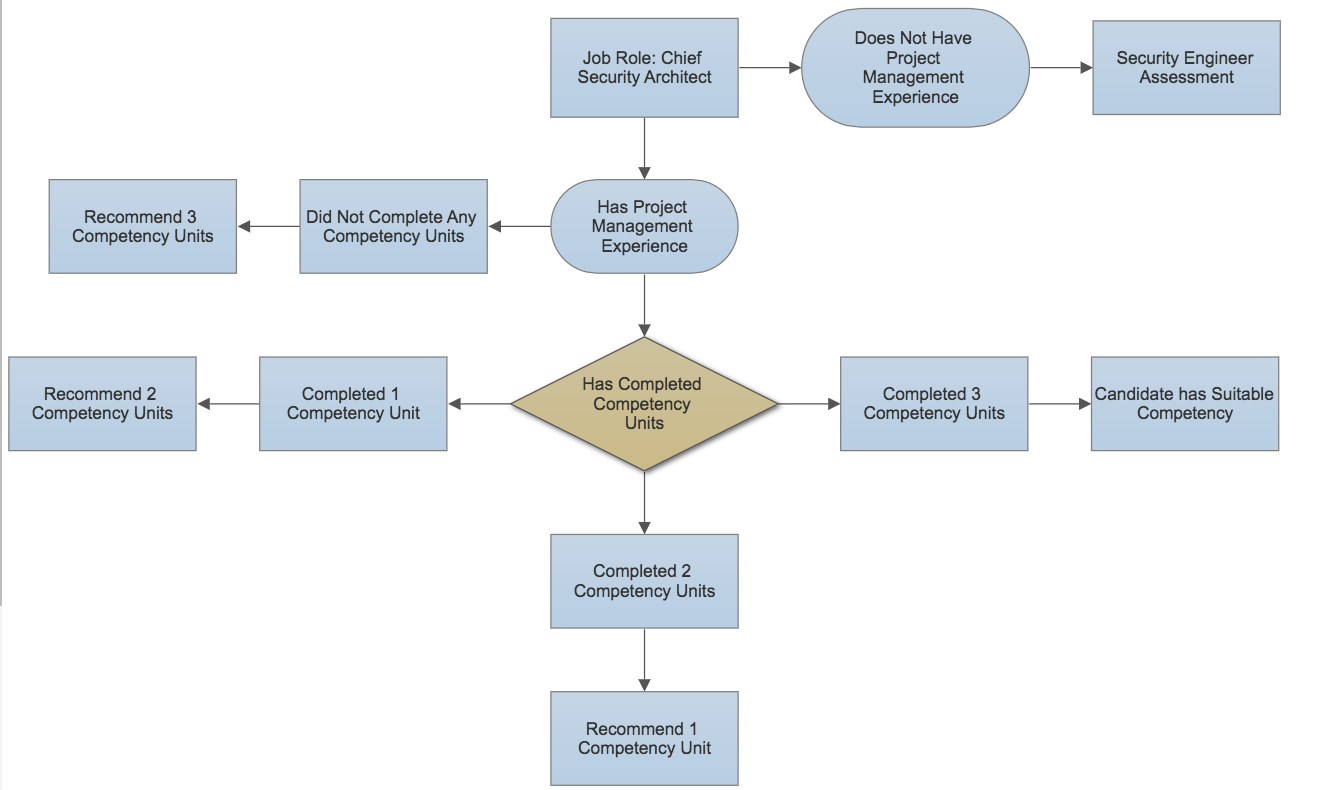 Job Role: Chief
Security Architect
Does Not Have
Project
Management
Experience
Security Engineer
Assessment
Recommend 3
Competency Units
Did Not Complete Any
Competency Units
Has Project
Management
Experience
Recommend 2
Competency Units
Completed 1
Competency Unit
Has Completed
Competency
Units
Completed 3
Competency Units
Candidate has Suitable
Competency
Completed 2
Competency Units
Recommend 1
Competency Unit